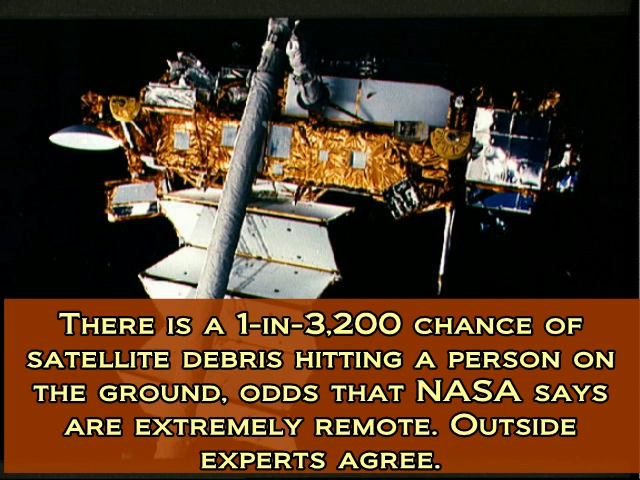 There is a 1-in-3,200 chance of
satellite debris hitting a person on
the ground, odds that NASA says
are extremely remote. Outside
experts agree.